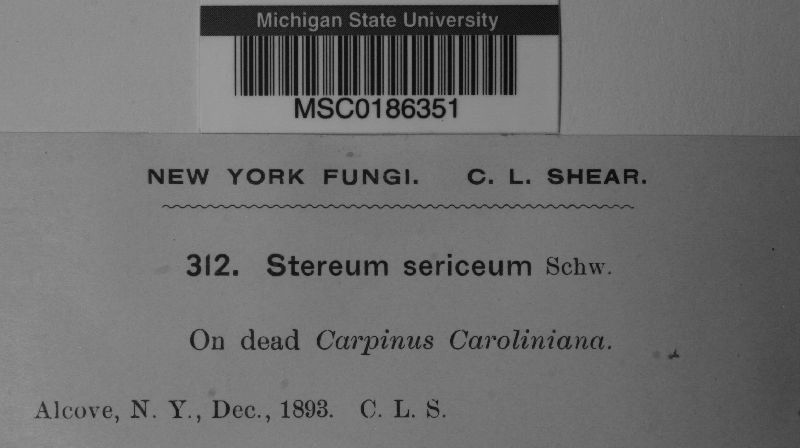 Michigan State University
MSC0186351
NEW YORK FUNGI. C. L. SHEAR.
312. Stereum sericeum Schw.
On dead Carpinus Caroliniana.
Alcove, N. Y., Dec., 1893. C. L. S.